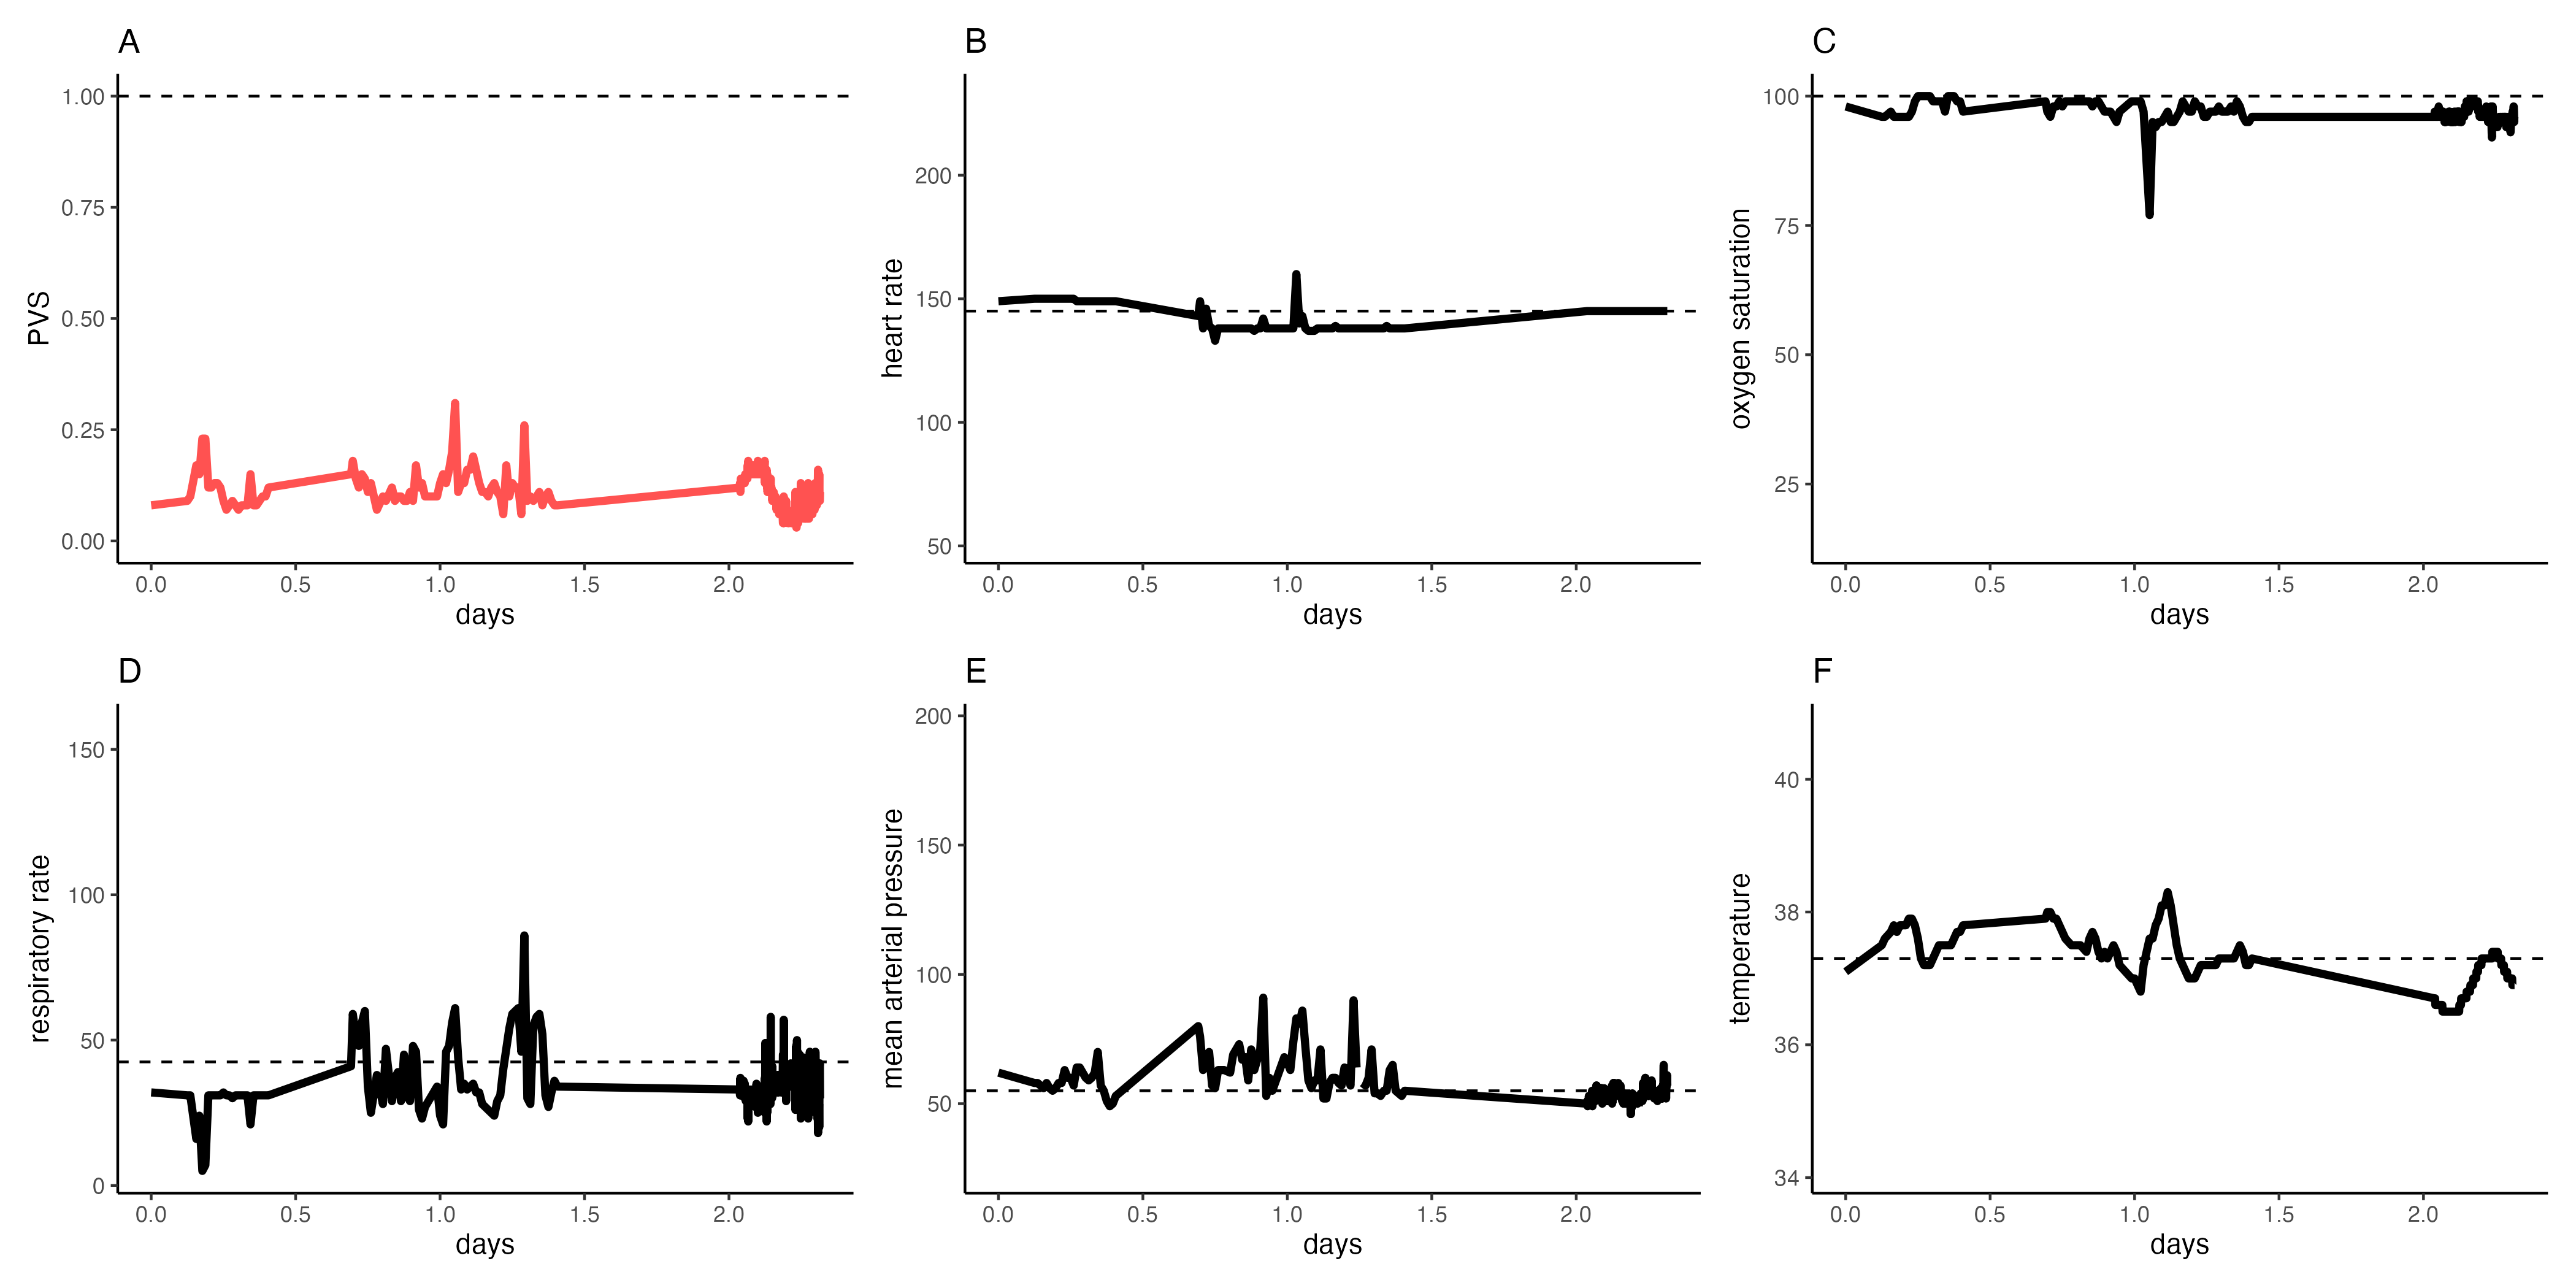 A
PVS
1.00
0.75
0.50
0.25
0.00
0.0 0.5 1.0 1.5 2.0
days
B
heart rate
200
150
100
50
0.0 0.5 1.0 1.5 2.0
days
C
oxygen saturation
100
75
50
25
0.0 0.5 1.0 1.5 2.0
days
D
respiratory rate
150
100
50
0
0.0 0.5 1.0 1.5 2.0
days
E
mean arterial pressure
200
150
100
50
0.0 0.5 1.0 1.5 2.0
days
F
temperature
40
38
36
34
0.0 0.5 1.0 1.5 2.0
days